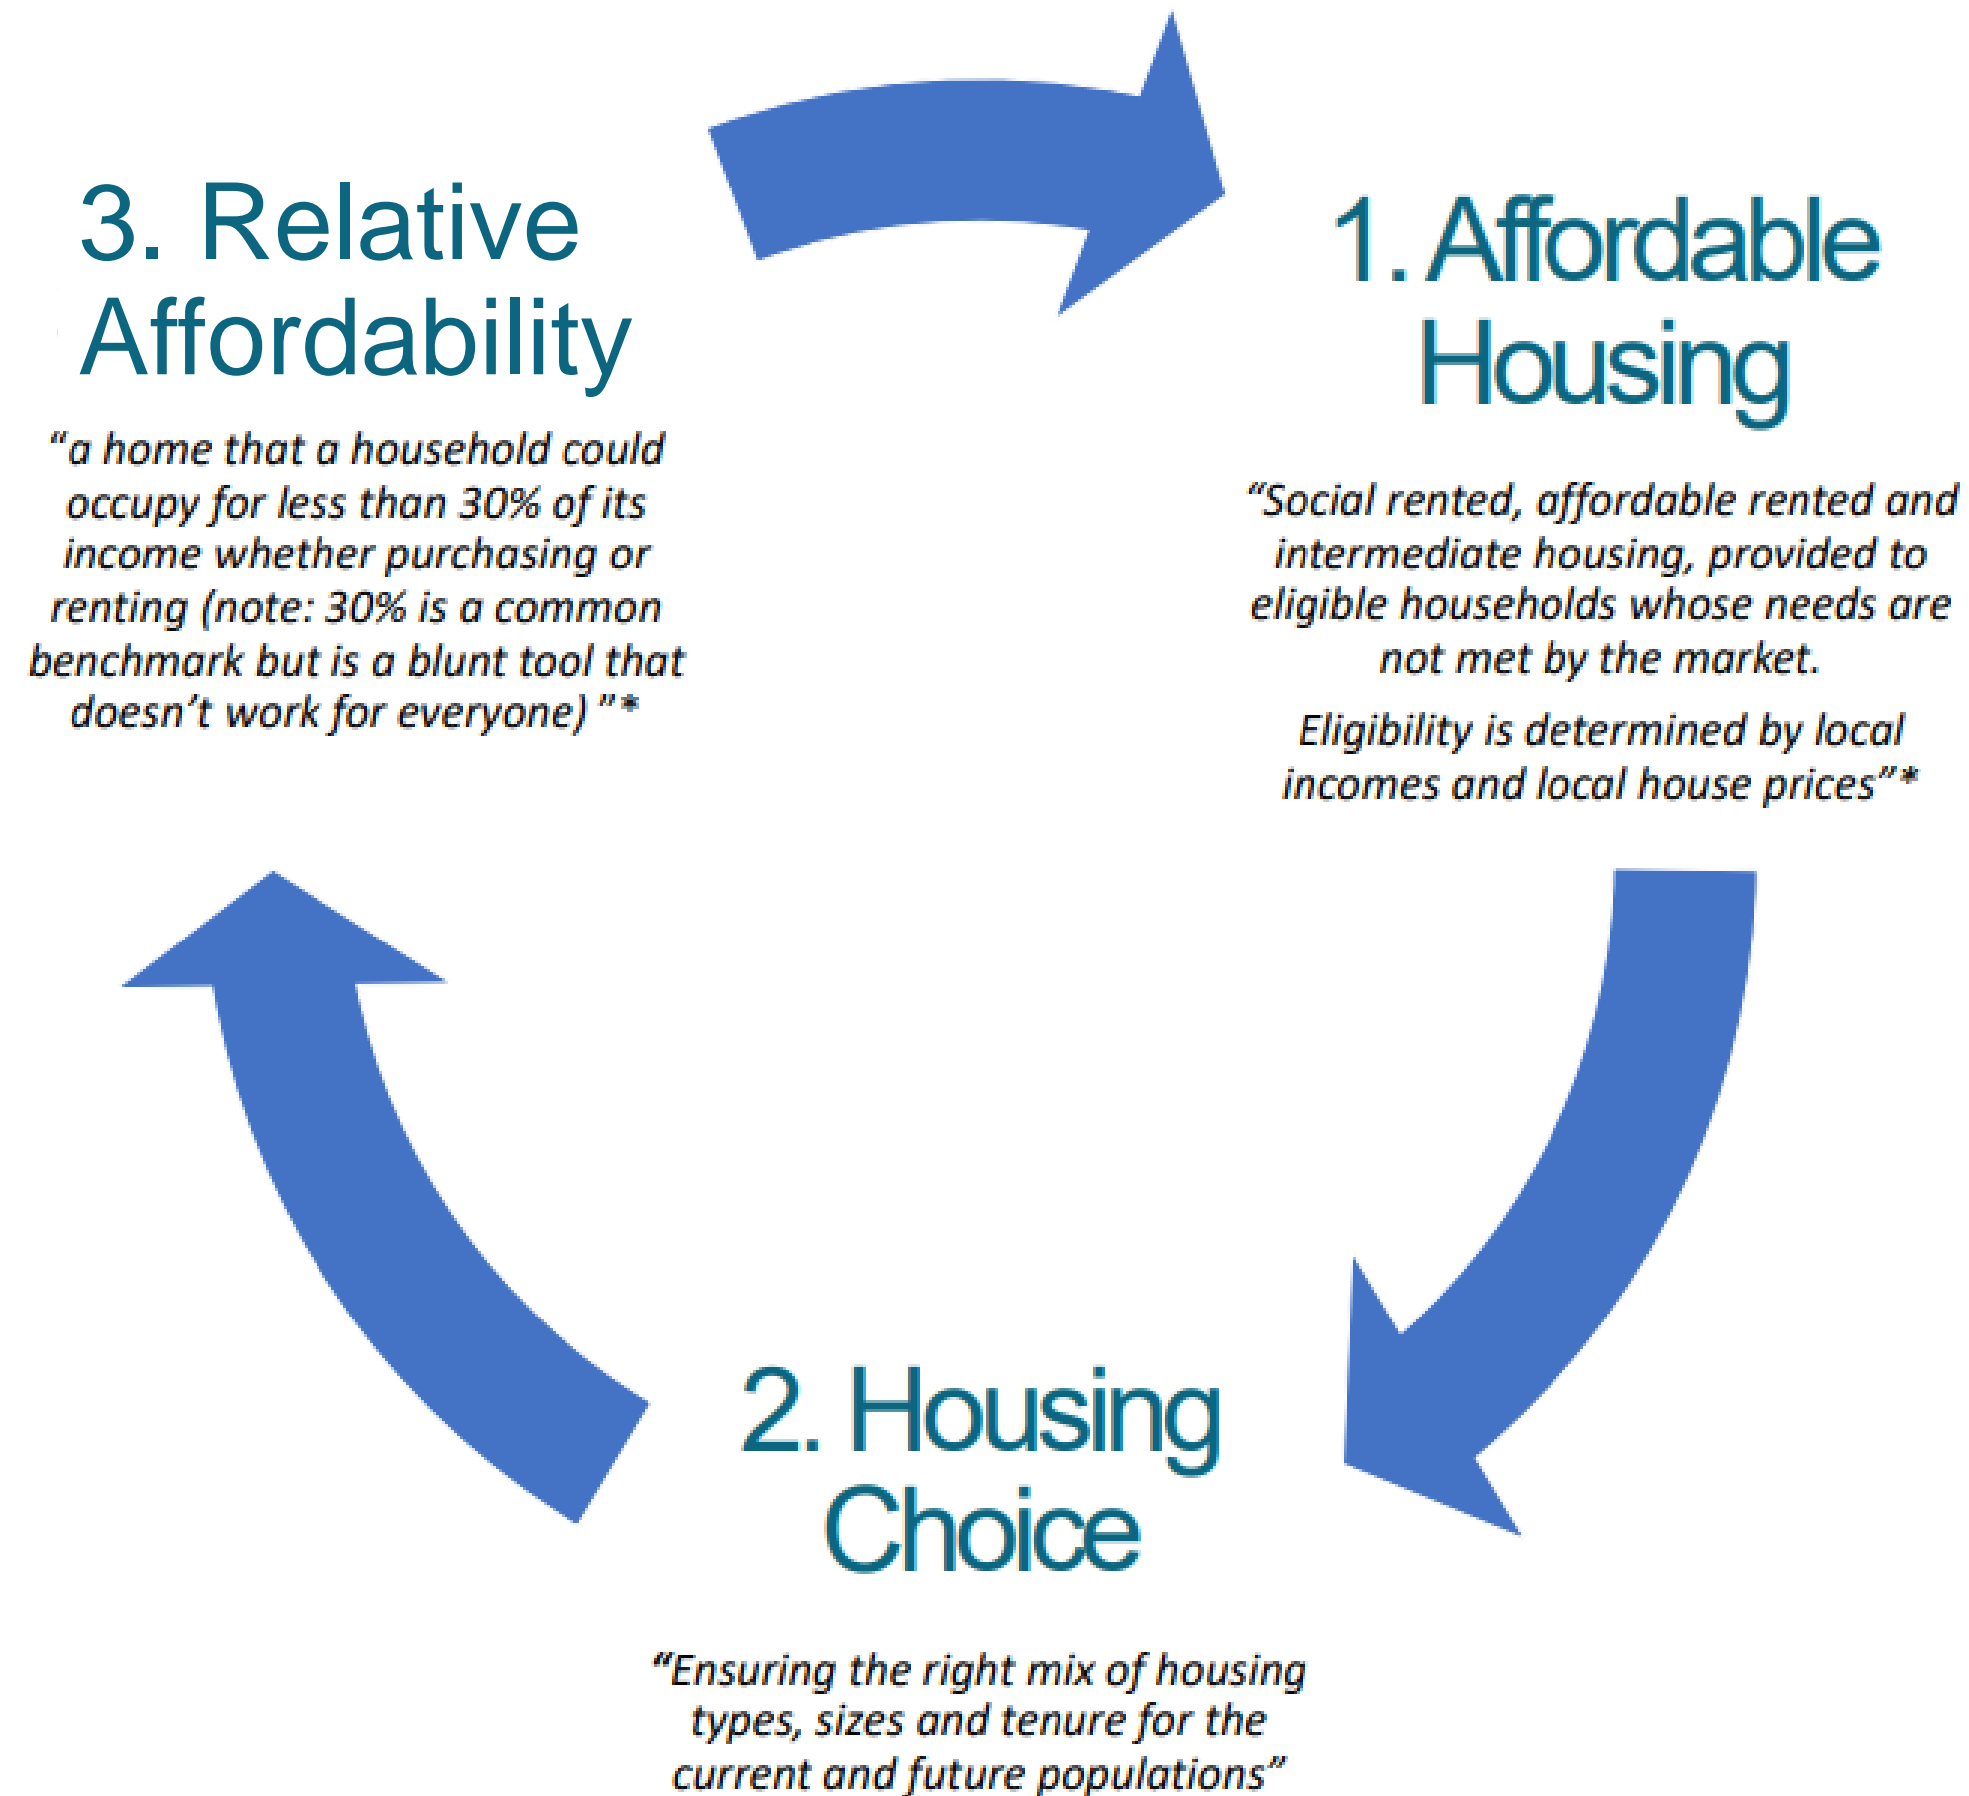 3. Relative
Affordability
“a home that a household could
occupy for less than 30% of its
income whether purchasing or
renting (note: 30% is a common
benchmark but is a blunt tool that
doesn’t work for everyone) ”*
1. Affordable
Housing
“Social rented, affordable rented and
intermediate housing, provided to
eligible households whose needs are
not met by the market.
Eligibility is determined by local
incomes and local house prices”*
2. Housing
Choice
“Ensuring the right mix of housing
types, sizes and tenure for the
current and future populations”